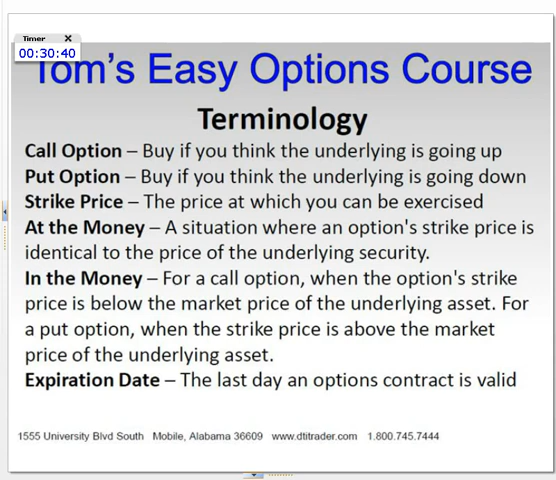 Timer
00:30:40
Tom's Easy Options Course
Terminology
Call Option – Buy if you think the underlying is going up
Put Option – Buy if you think the underlying is going down
Strike Price – The price at which you can be exercised
At the Money – A situation where an option's strike price is
identical to the price of the underlying security.
In the Money – For a call option, when the option's strike
price is below the market price of the underlying asset. For
a put option, when the strike price is above the market
price of the underlying asset.
Expiration Date – The last day an options contract is valid
1555 University Blvd South Mobile, Alabama 36609 www.dtitrader.com 1.800.745.7444